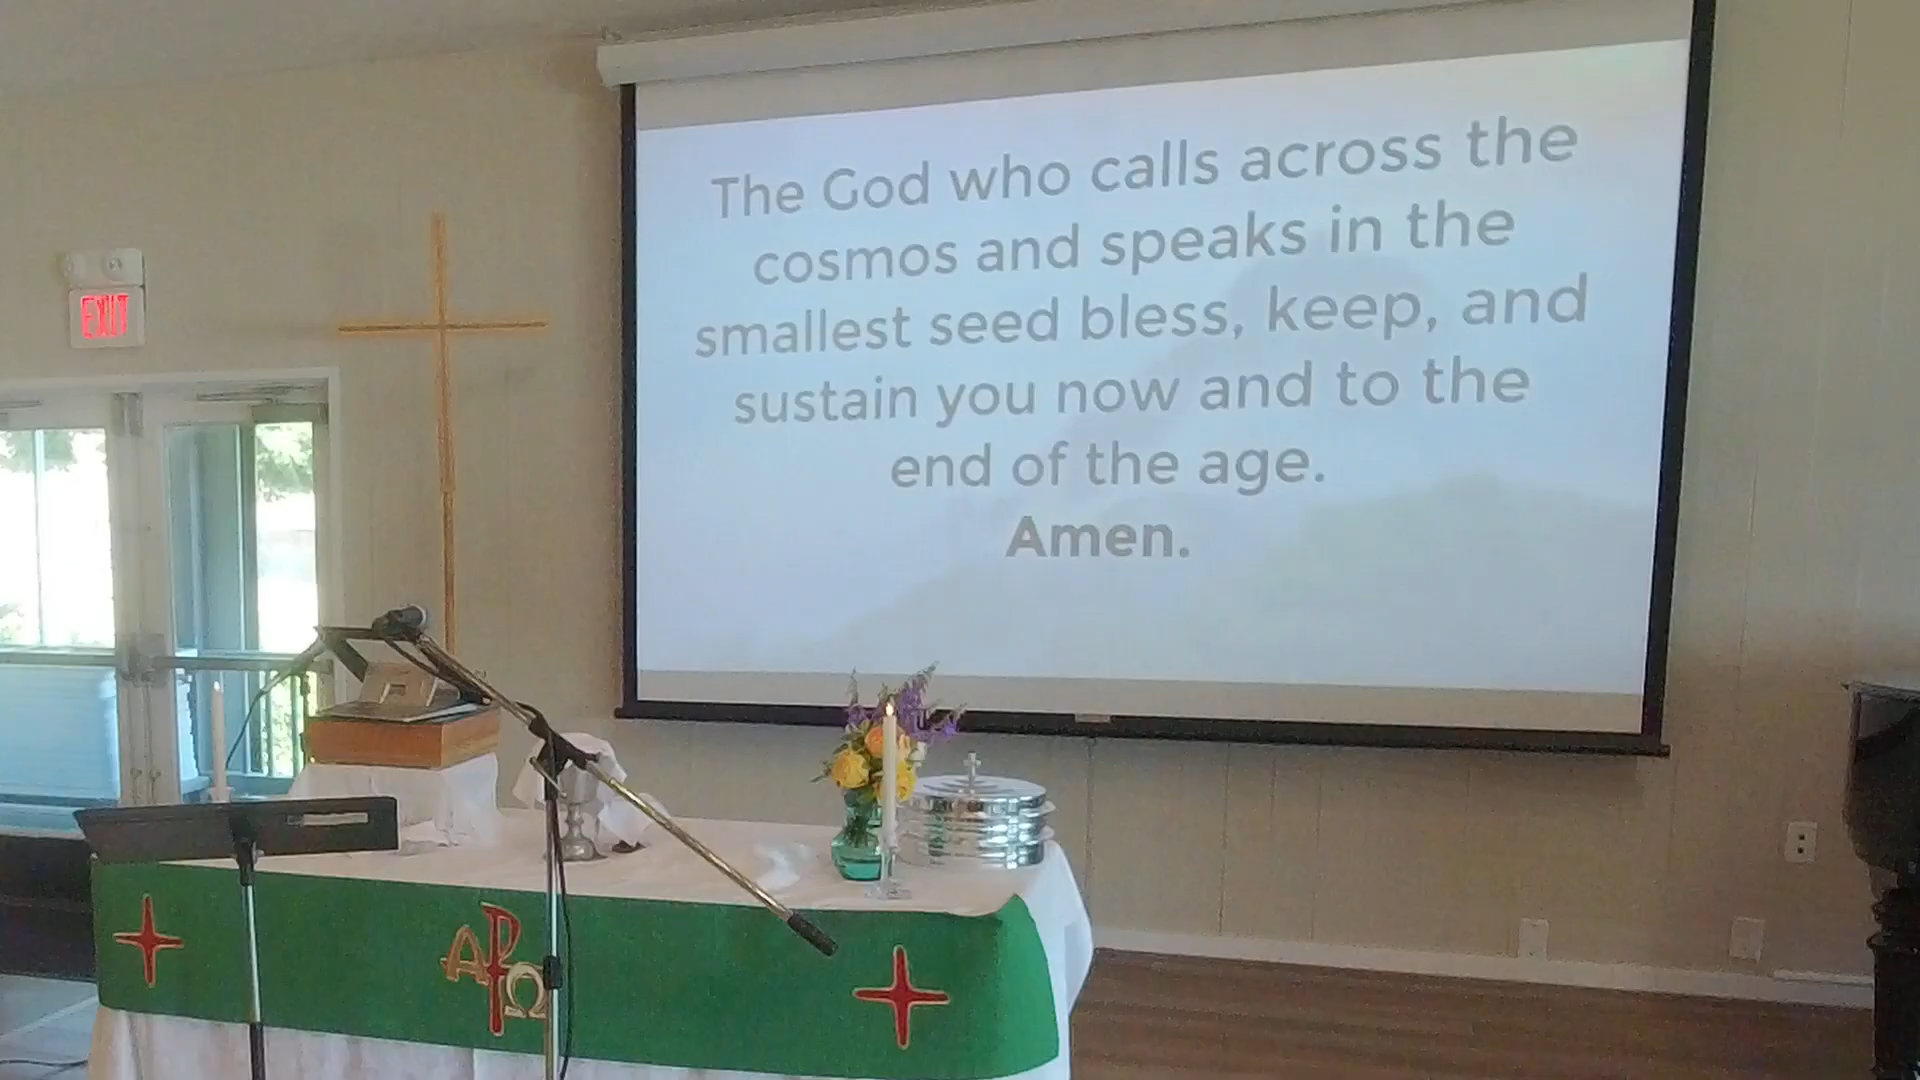 The God who calls across the
cosmos and speaks in the
smallest seed bless, keep, and
sustain you now and to the
end of the age.
Amen.
EXIT
Α Ρ Ω